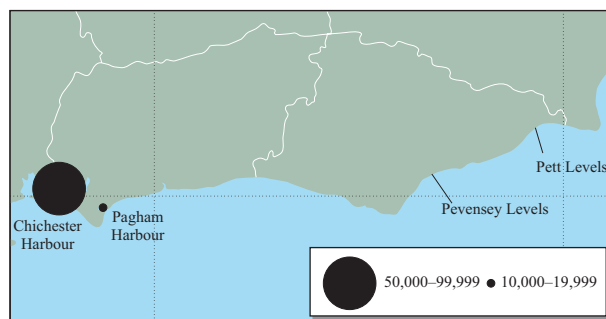 Pett Levels
Pevensey Levels
Chichester
Harbour
Pagham
Harbour
50,000–99,999
10,000–19,999